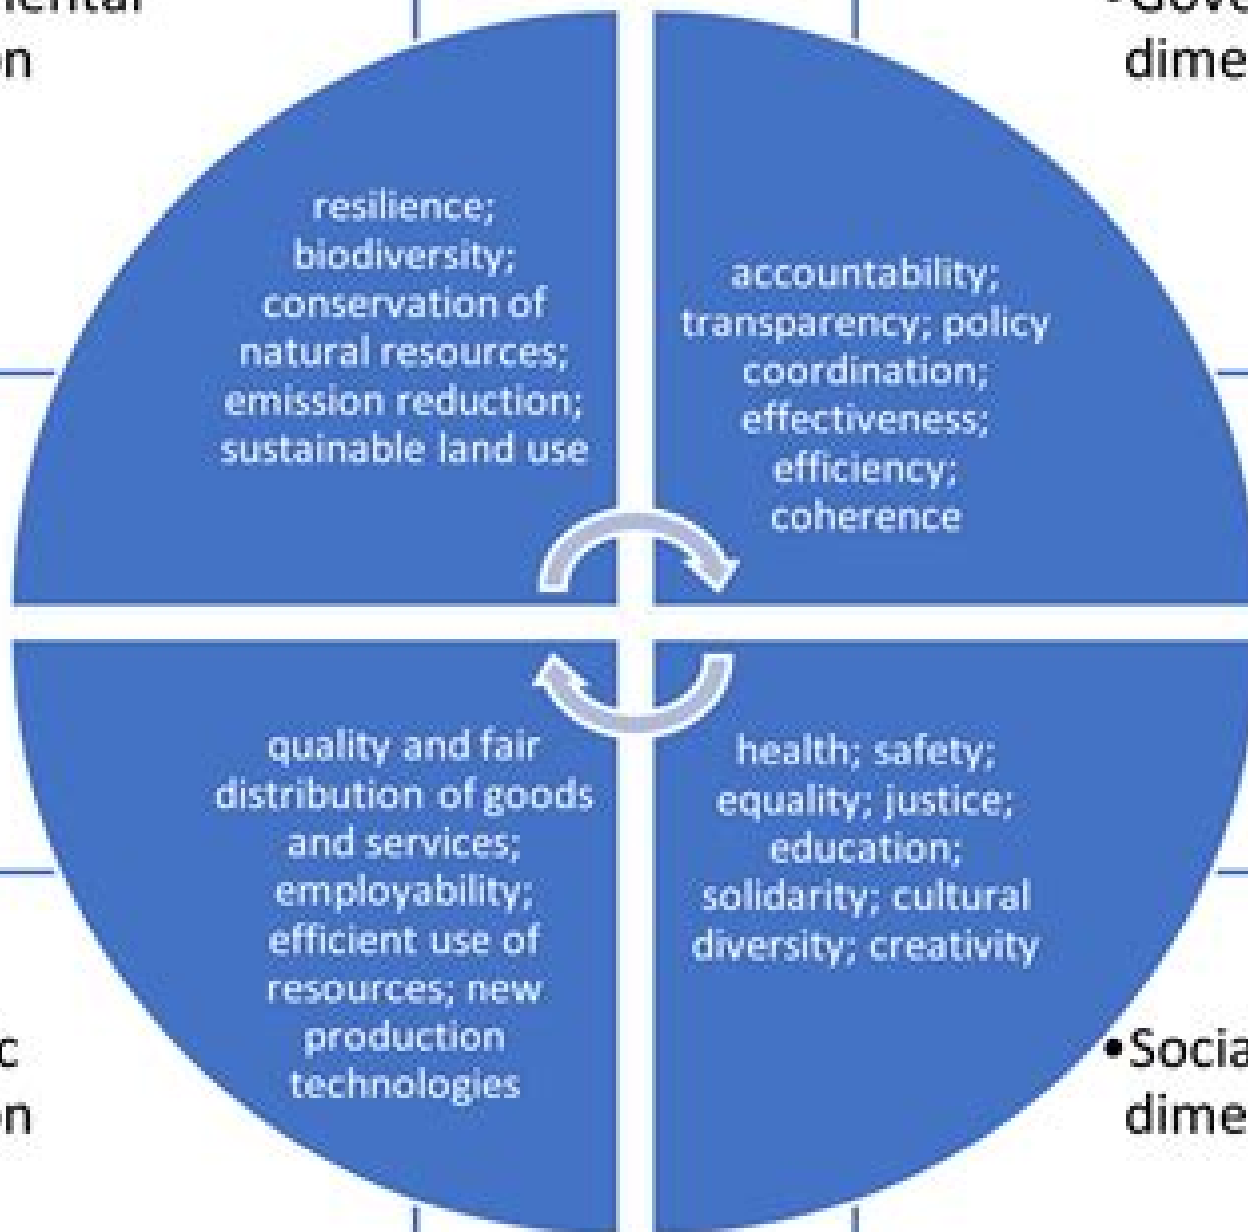 on
dime
resilience;
biodiversity;
conservation of
natural resources;
emission reduction;
sustainable land use
accountability;
transparency; policy
coordination;
effectiveness;
efficiency;
coherence
quality and fair
distribution of goods
and services;
employability;
efficient use of
resources; new
production
technologies
health; safety;
equality; justice;
education;
solidarity; cultural
diversity; creativity
c
on
•Socia
dime